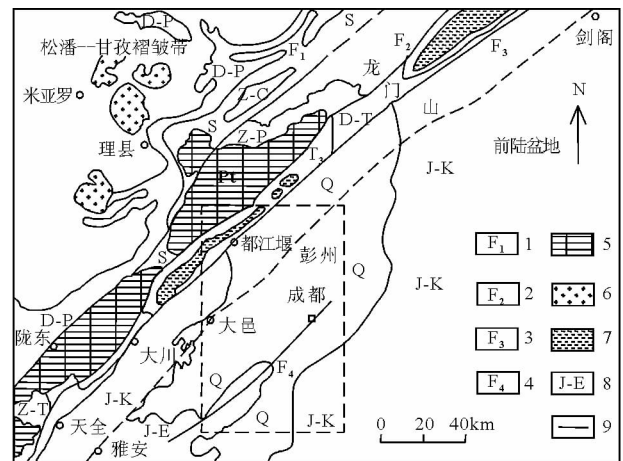 D-P
S
松潘--甘孜褶皱带
F₁
F₂
F₃
剑阁
D-P
龙
门
山
N
米亚罗
Z-C
D-T
理县
S
Z-P
前陆盆地
J-K
Pt
T₃
Q
F₁ 1
5
都江堰
彭州
S
Q
F₂ 2
6
D-P
成都
J-K
陇东
大邑
F₃ 3
7
大川
F₄
J-K
Q
F₄ 4
J-E 8
Z-T
Q
J-K
天全
J-E
0 20 40km
9
雅安